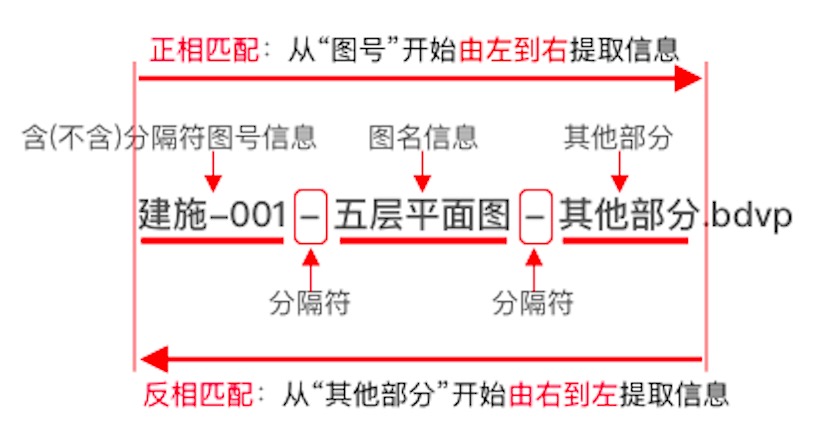 正相匹配：从“图号”开始由左到右提取信息
含(不含)分隔符图号信息 图名信息 其他部分
建施-001 - 五层平面图 - 其他部分.bdvp
分隔符 分隔符
反相匹配：从“其他部分”开始由右到左提取信息